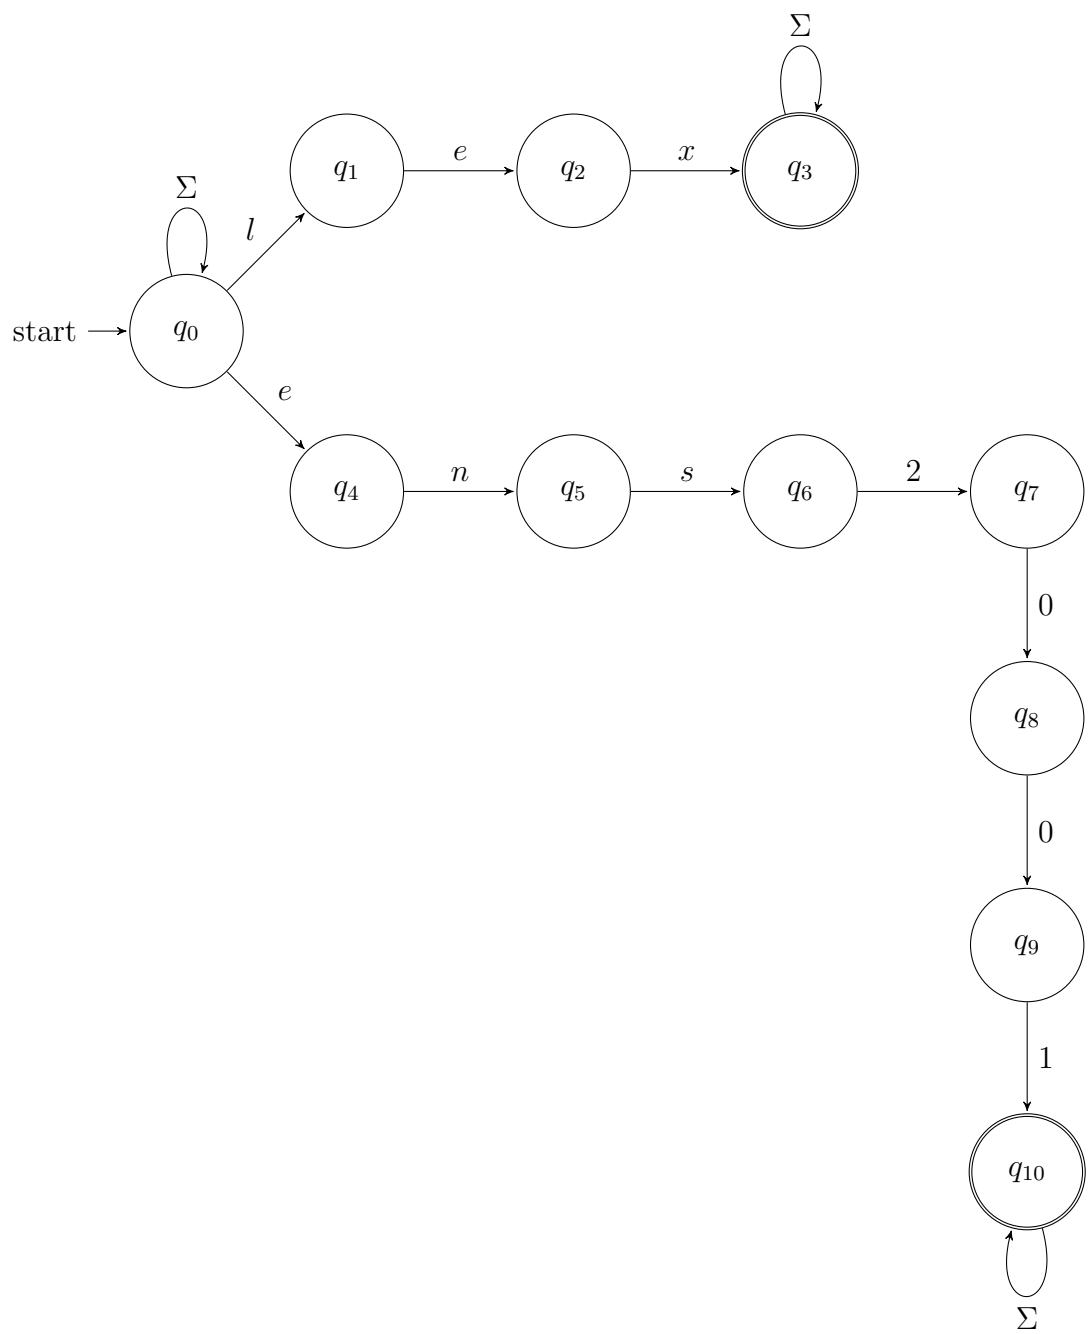 Σ
q₁ e q₂ x q₃
Σ
l
start q₀
e
q₄ n q₅ s q₆ 2 q₇
0
q₈
0
q₉
1
q₁₀
Σ